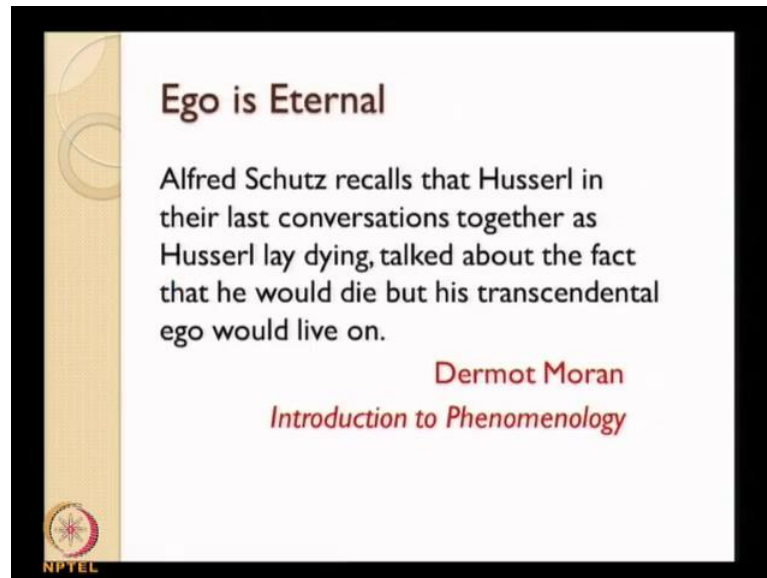 Ego is Eternal
Alfred Schutz recalls that Husserl in
their last conversations together as
Husserl lay dying, talked about the fact
that he would die but his transcendental
ego would live on.
Dermot Moran
Introduction to Phenomenology
NPTEL